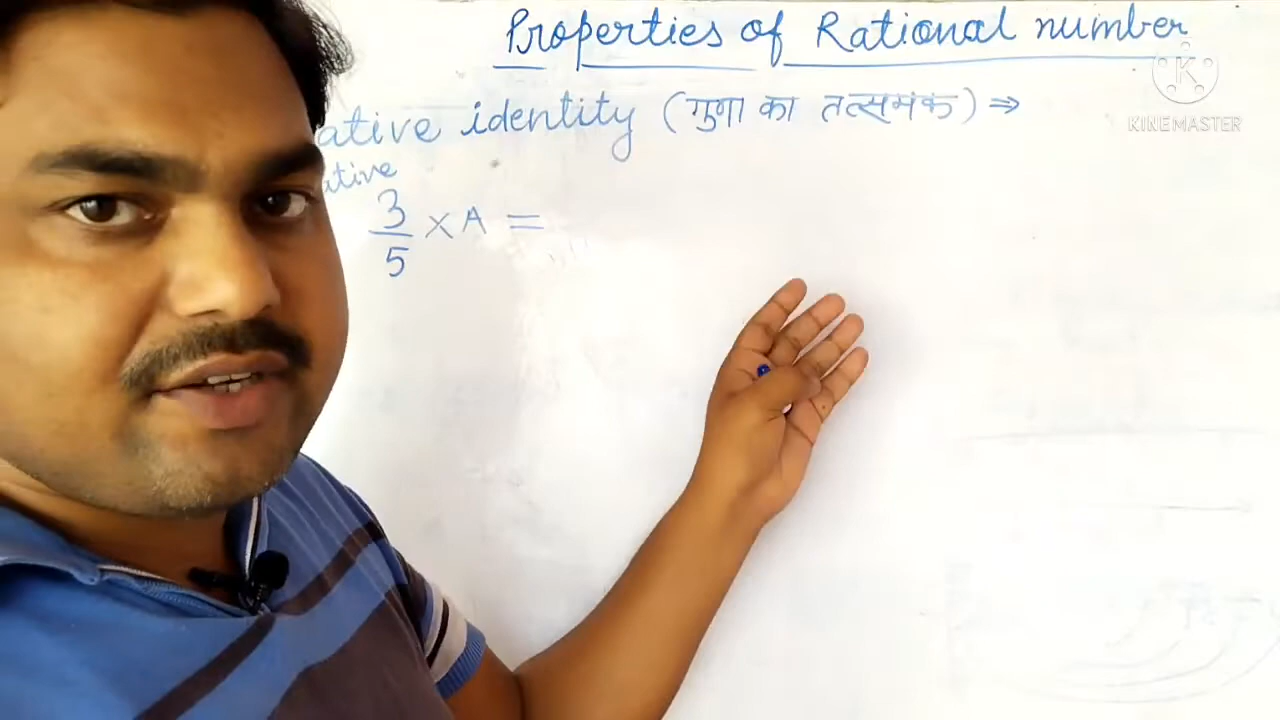 Properties of Rational number
ative identity (गुणा का तत्समक) ⇒
ative
3/5 × A =
K
KINEMASTER